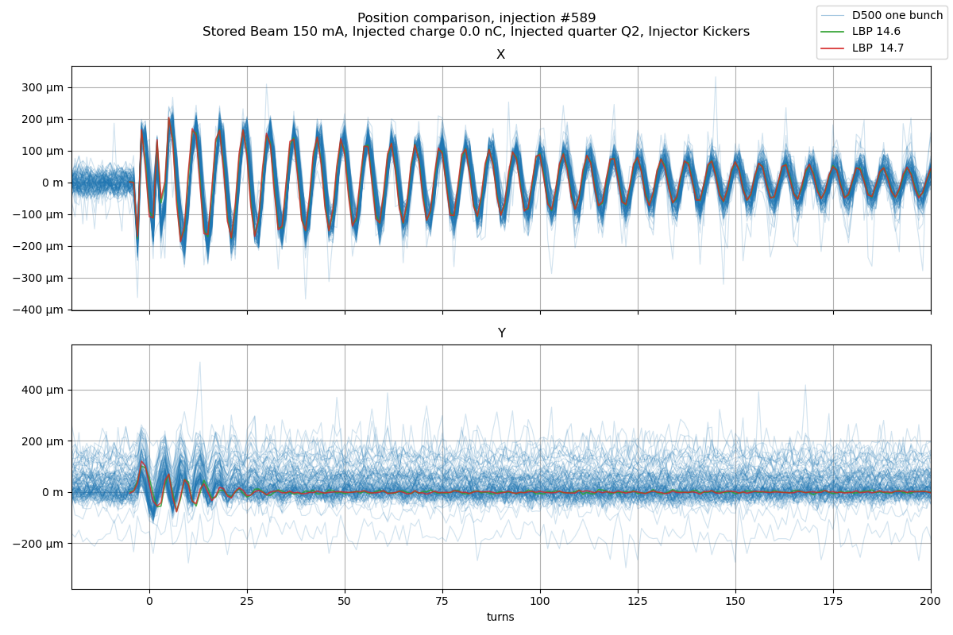 Position comparison, injection #589
Stored Beam 150 mA, Injected charge 0.0 nC, Injected quarter Q2, Injector Kickers
D500 one bunch
LBP 14.6
LBP  14.7
X
300 µm
200 µm
100 µm
0 m
−100 µm
−200 µm
−300 µm
−400 µm
Y
400 µm
200 µm
0 m
−200 µm
0 25 50 75 100 125 150 175 200
turns